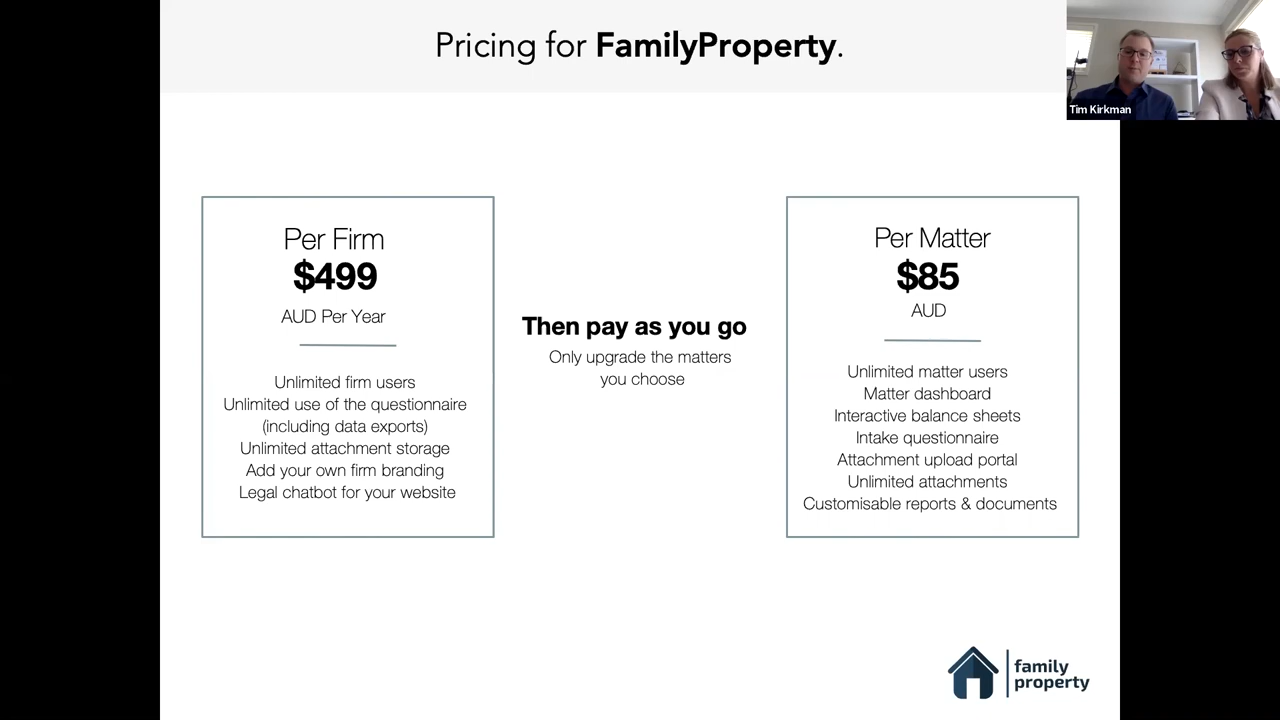 Pricing for FamilyProperty.
Tim Kirkman
Per Firm
$499
AUD Per Year
Unlimited firm users
Unlimited use of the questionnaire
(including data exports)
Unlimited attachment storage
Add your own firm branding
Legal chatbot for your website
Then pay as you go
Only upgrade the matters
you choose
Per Matter
$85
AUD
Unlimited matter users
Matter dashboard
Interactive balance sheets
Intake questionnaire
Attachment upload portal
Unlimited attachments
Customisable reports & documents
family
property